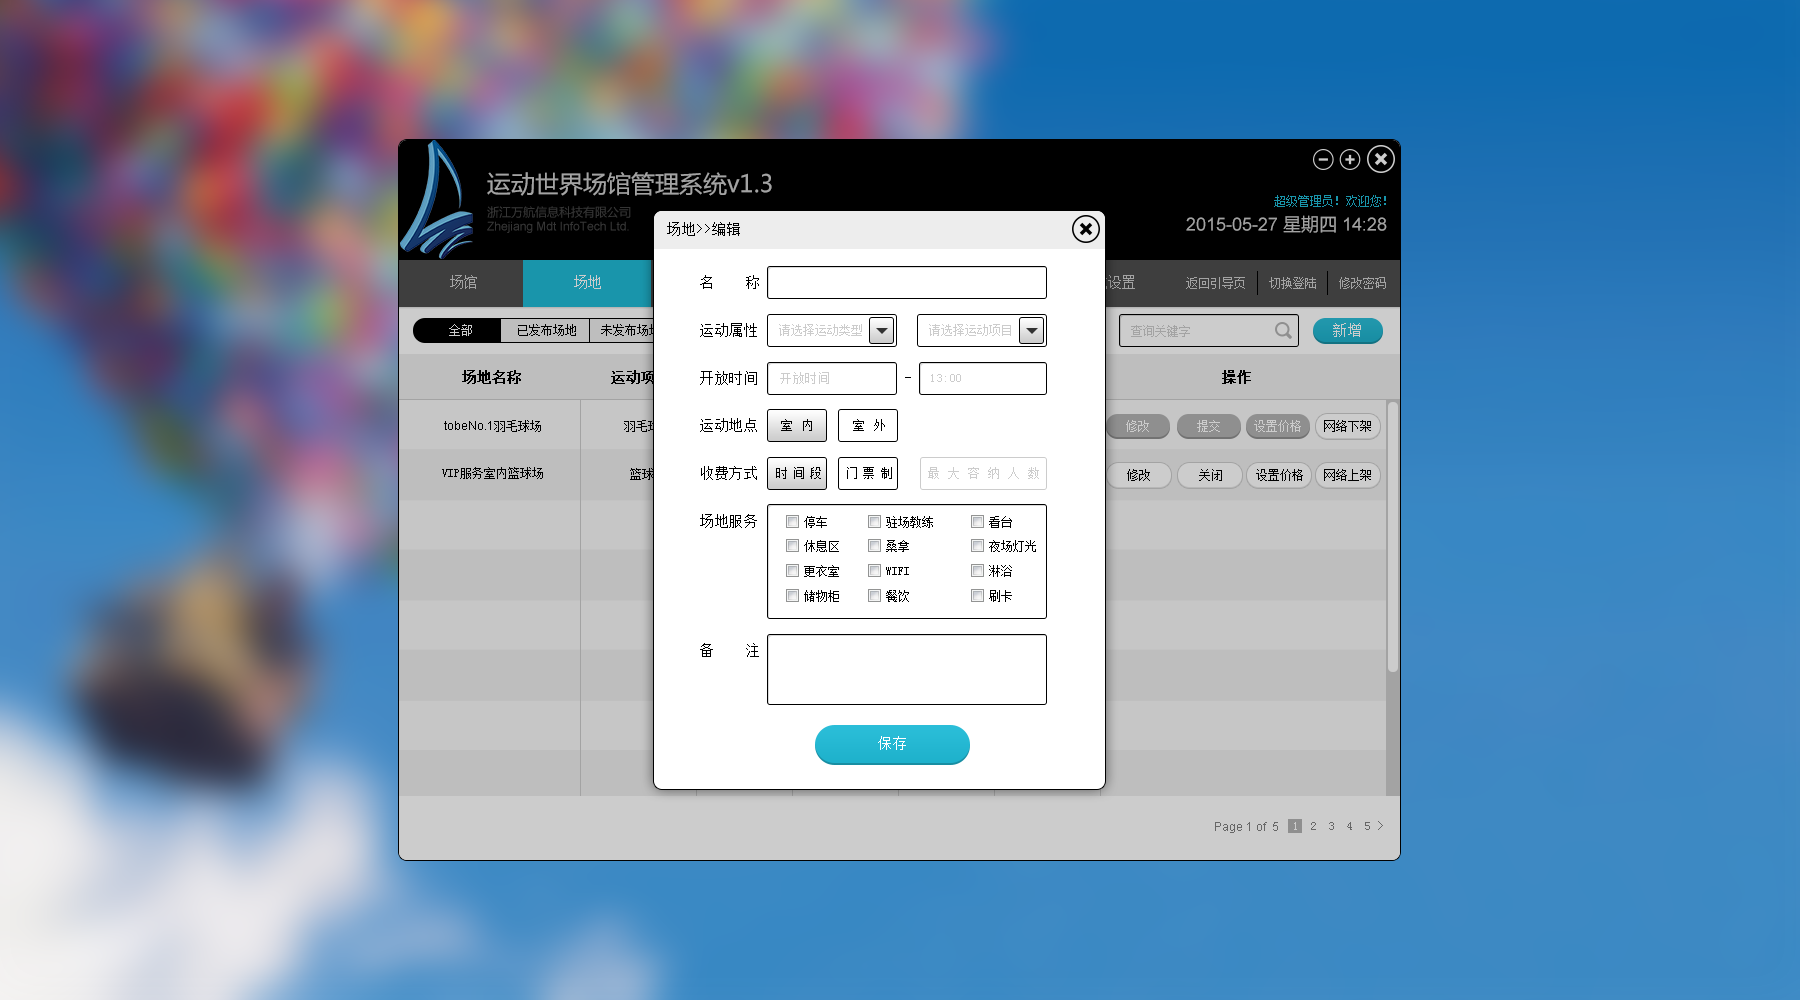 运动世界场馆管理系统v1.3
浙江万航信息科技有限公司
Zhejiang Mdt InfoTech Ltd.
超级管理员！欢迎您！
2015-05-27 星期四 14:28
场馆
场地
设置
返回引导页
切换登陆
修改密码
全部
已发布场地
未发布场
查询关键字
新增
场地名称
运动项
操作
tobeNo.1羽毛球场
羽毛
修改
提交
设置价格
网络下架
VIP服务室内篮球场
篮球
修改
关闭
设置价格
网络上架
Page 1 of 5 1 2 3 4 5 >
场地>>编辑
名 称
运动属性 请选择运动类型 请选择运动项目
开放时间 开放时间 - 13:00
运动地点 室 内 室 外
收费方式 时 间 段 门 票 制 最 大 容 纳 人 数
场地服务 停车 驻场教练 看台
休息区 桑拿 夜场灯光
更衣室 WIFI 淋浴
储物柜 餐饮 刷卡
备 注
保存